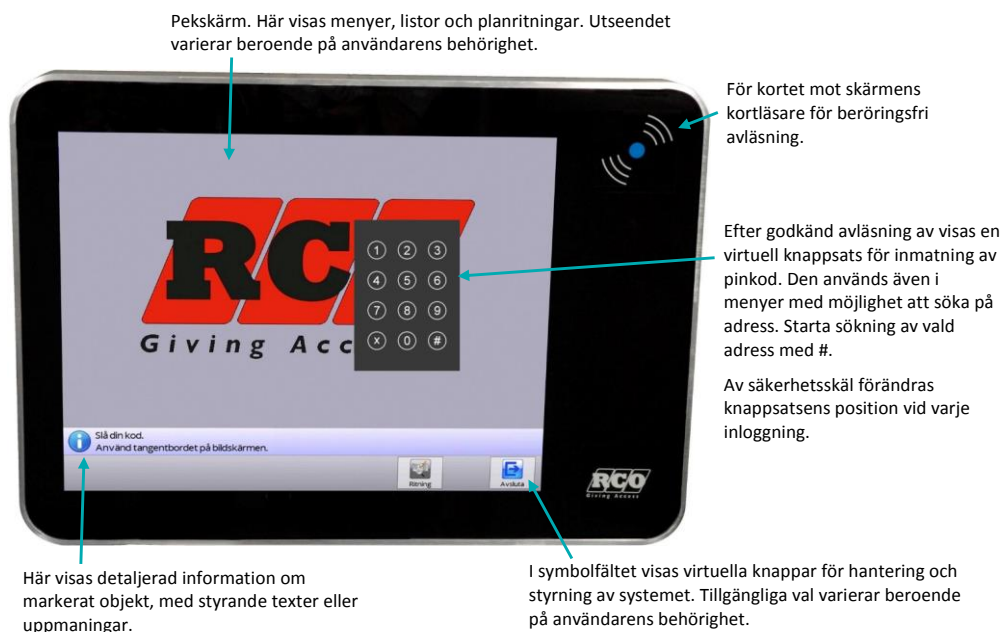 Pekskärm. Här visas menyer, listor och planritningar. Utseendet
varierar beroende på användarens behörighet.
För kortet mot skärmens
kortläsare för beröringsfri
avläsning.
Efter godkänd avläsning av visas en
virtuell knappsats för inmatning av
pinkod. Den används även i
menyer med möjlighet att söka på
adress. Starta sökning av vald
adress med #.
Av säkerhetsskäl förändras
knappsatsens position vid varje
inloggning.
RC
Giving Acc
1 2 3
4 5 6
7 8 9
X 0 #
Slå din kod.
Använd tangentbordet på bildskärmen.
Ritning
Avsluta
RCO
Giving Access
Här visas detaljerad information om
markerat objekt, med styrande texter eller
uppmaningar.
I symbolfältet visas virtuella knappar för hantering och
styrning av systemet. Tillgängliga val varierar beroende
på användarens behörighet.